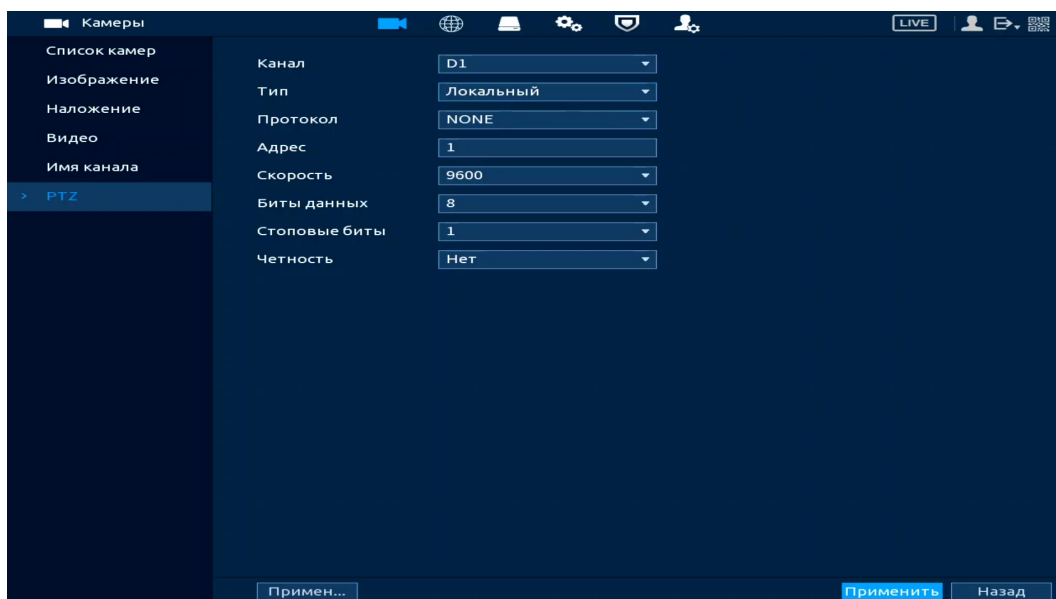 Камеры LIVE
Список камер
Изображение
Наложение
Видео
Имя канала
> PTZ
Канал D1
Тип Локальный
Протокол NONE
Адрес 1
Скорость 9600
Биты данных 8
Стоповые биты 1
Четность Нет
Примен... Применить Назад